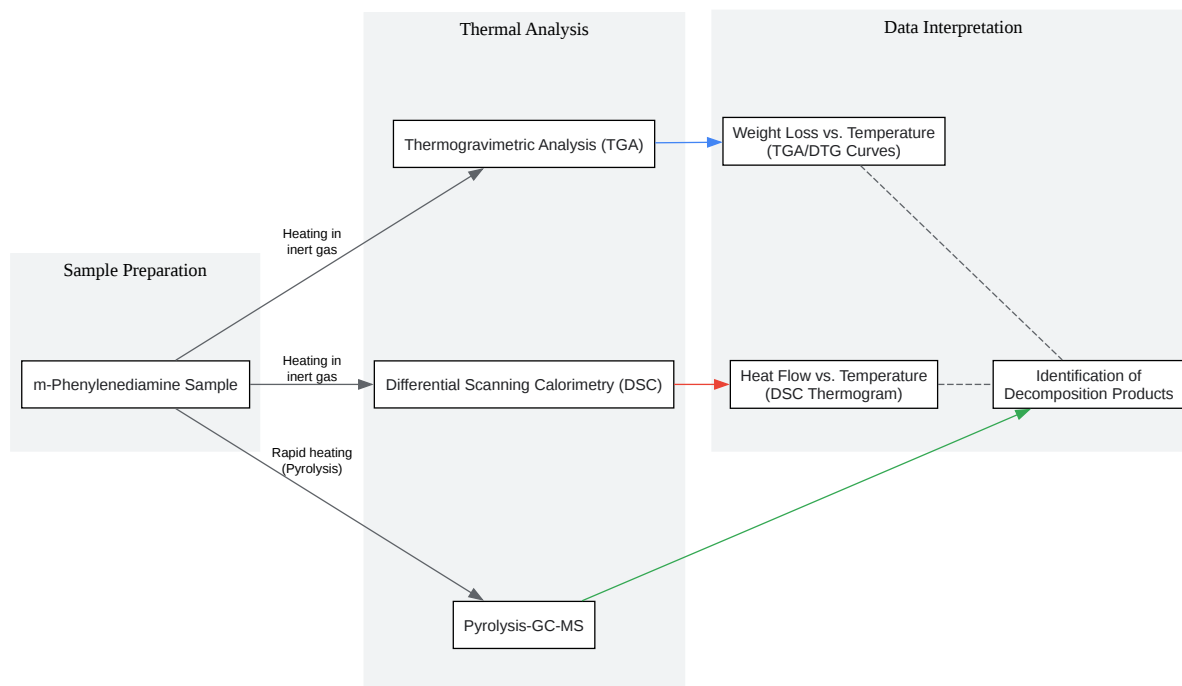 Thermal Analysis
Data Interpretation
Thermogravimetric Analysis (TGA)
Weight Loss vs. Temperature
(TGA/DTG Curves)
Heating in
inert gas
Sample Preparation
m-Phenylenediamine Sample
Heating in
inert gas
Differential Scanning Calorimetry (DSC)
Heat Flow vs. Temperature
(DSC Thermogram)
Identification of
Decomposition Products
Rapid heating
(Pyrolysis)
Pyrolysis-GC-MS